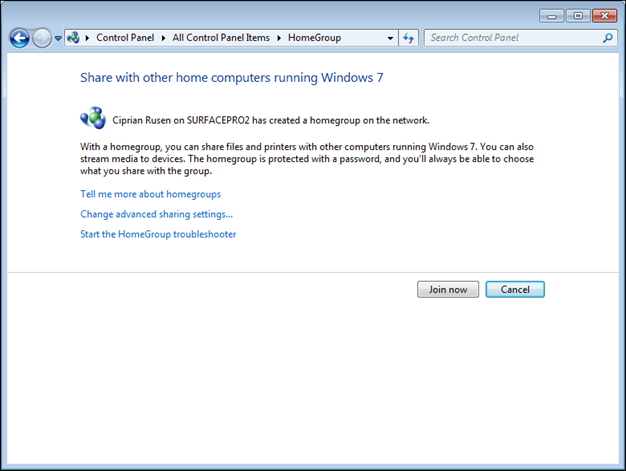 Control Panel ▸ All Control Panel Items ▸ HomeGroup
Search Control Panel
Share with other home computers running Windows 7
Ciprian Rusen on SURFACEPRO2 has created a homegroup on the network.
With a homegroup, you can share files and printers with other computers running Windows 7. You can also
stream media to devices. The homegroup is protected with a password, and you'll always be able to choose
what you share with the group.
Tell me more about homegroups
Change advanced sharing settings...
Start the HomeGroup troubleshooter
Join now
Cancel